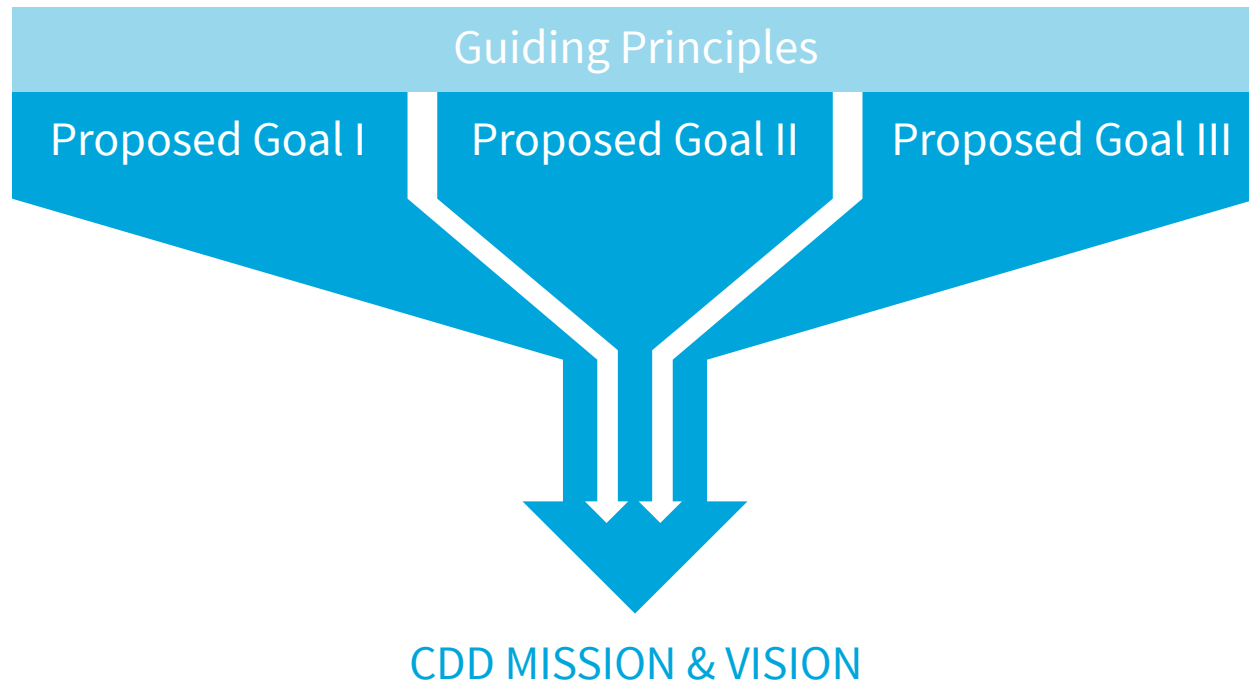 Guiding Principles
Proposed Goal I
Proposed Goal II
Proposed Goal III
CDD MISSION & VISION